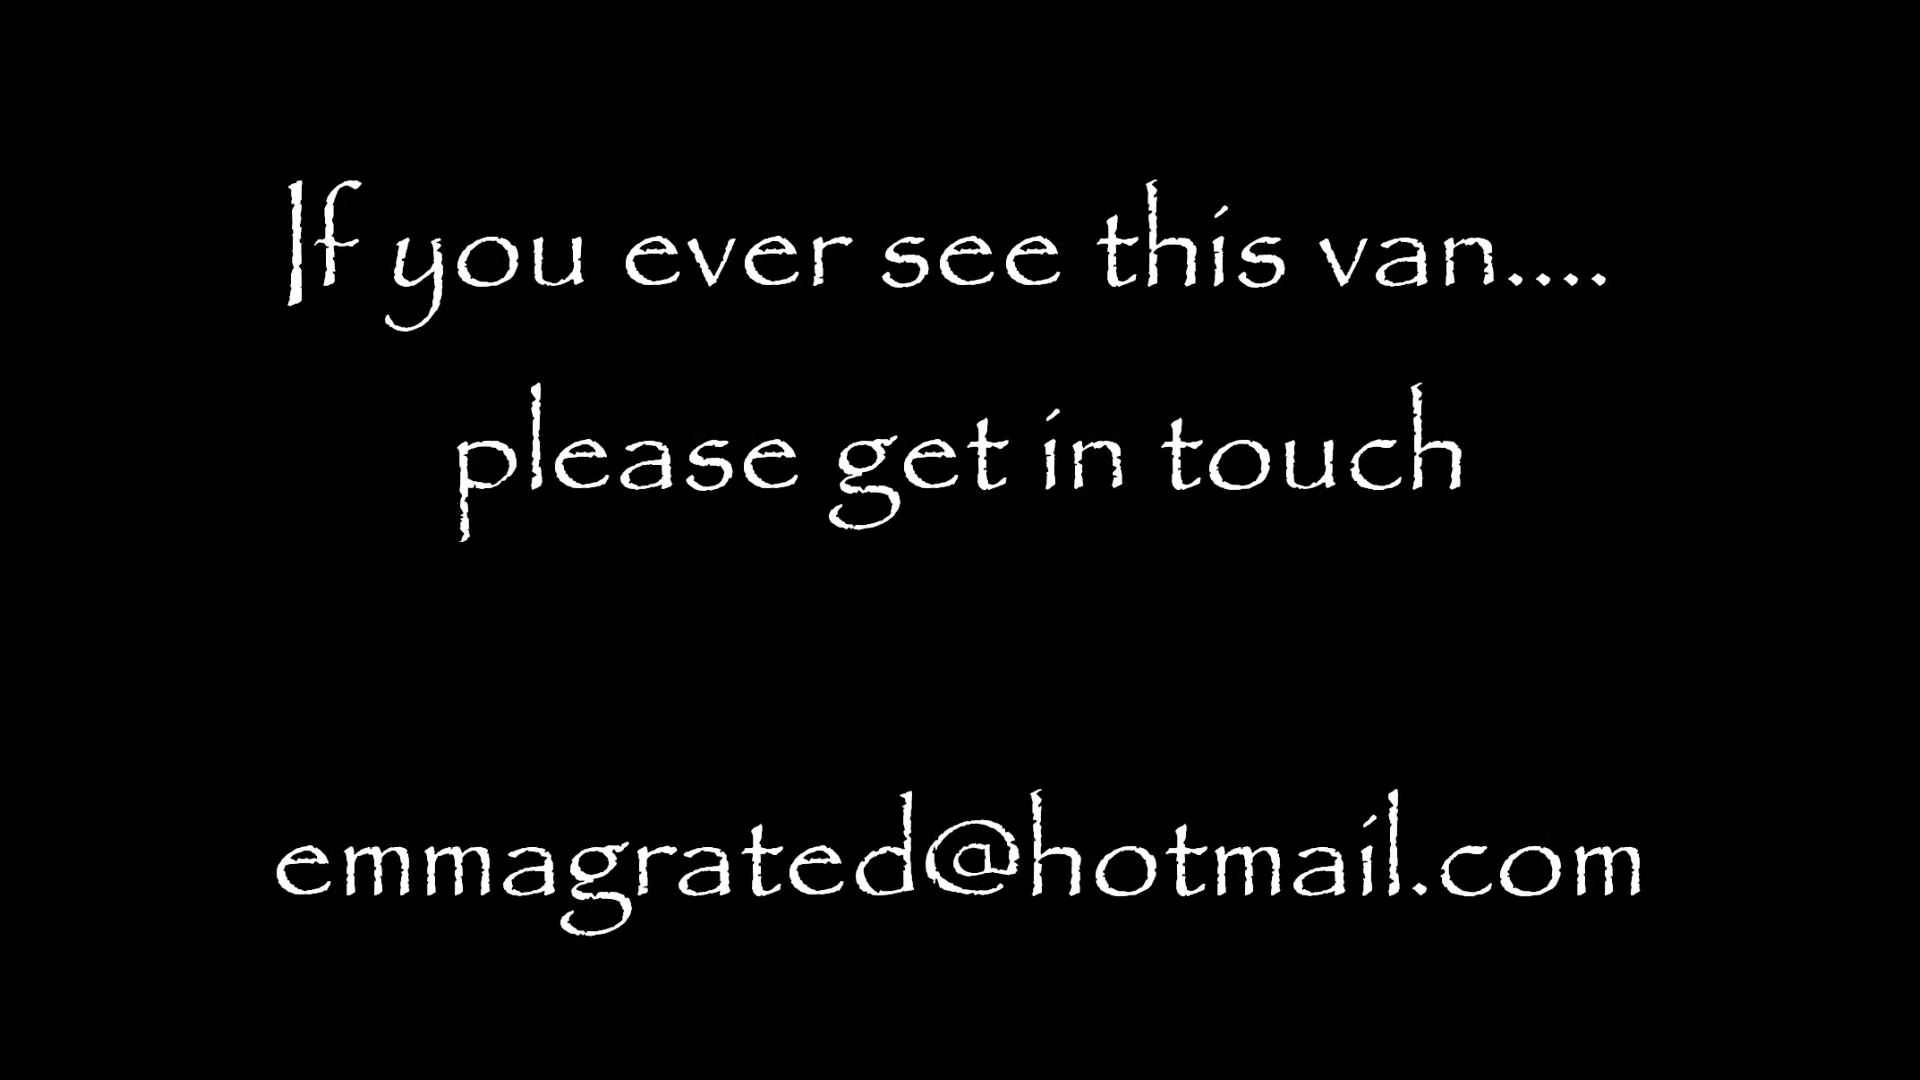 If you ever see this van....
please get in touch
emmagrated@hotmail.com